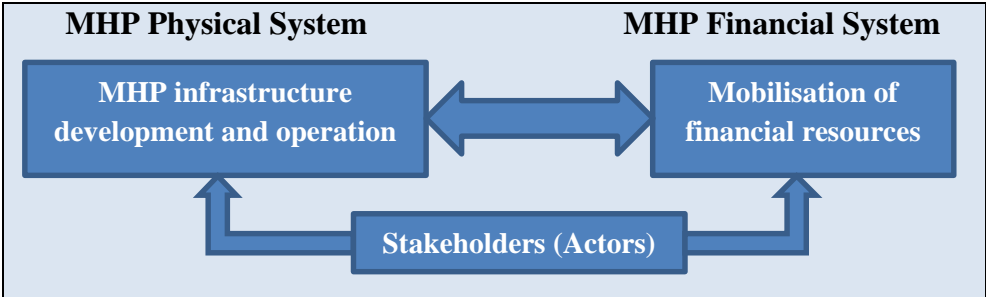 MHP Physical System
MHP Financial System
MHP infrastructure
development and operation
Mobilisation of
financial resources
Stakeholders (Actors)